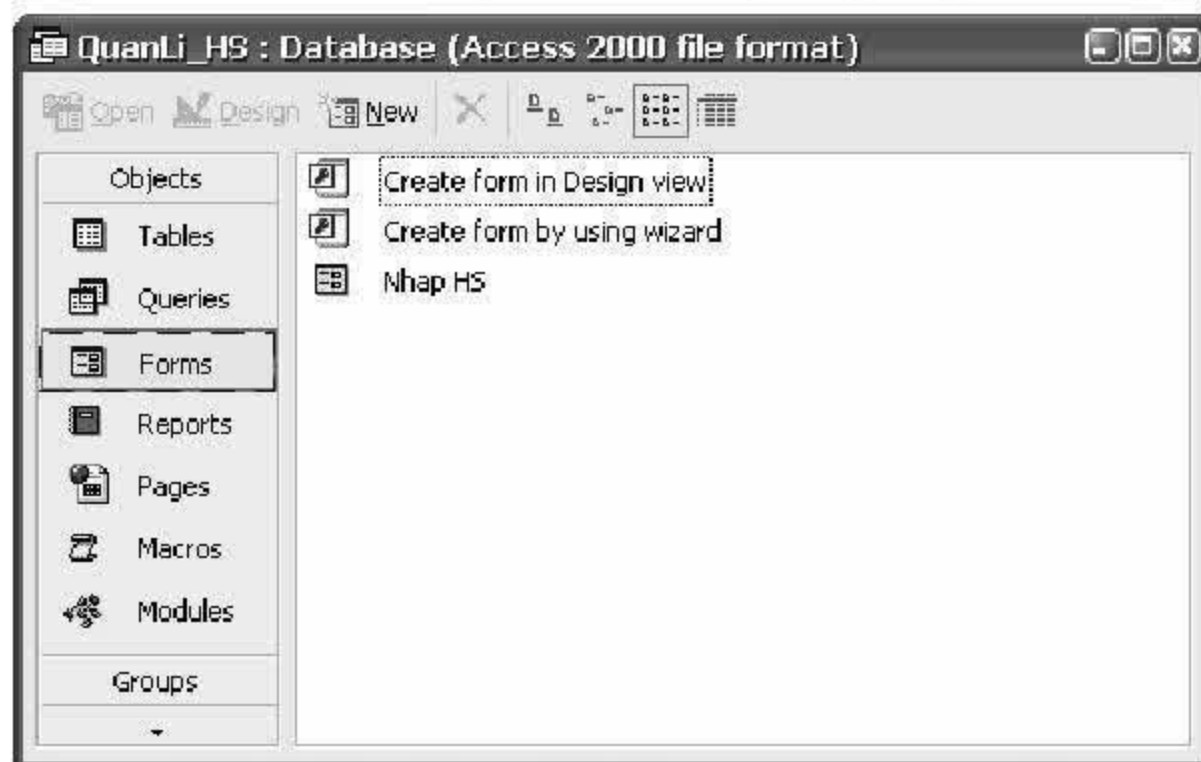 QuanLi_HS : Database (Access 2000 file format)
Open Design New
Objects
Tables
Queries
Forms
Reports
Pages
Macros
Modules
Groups
Create form in Design view
Create form by using wizard
Nhap HS